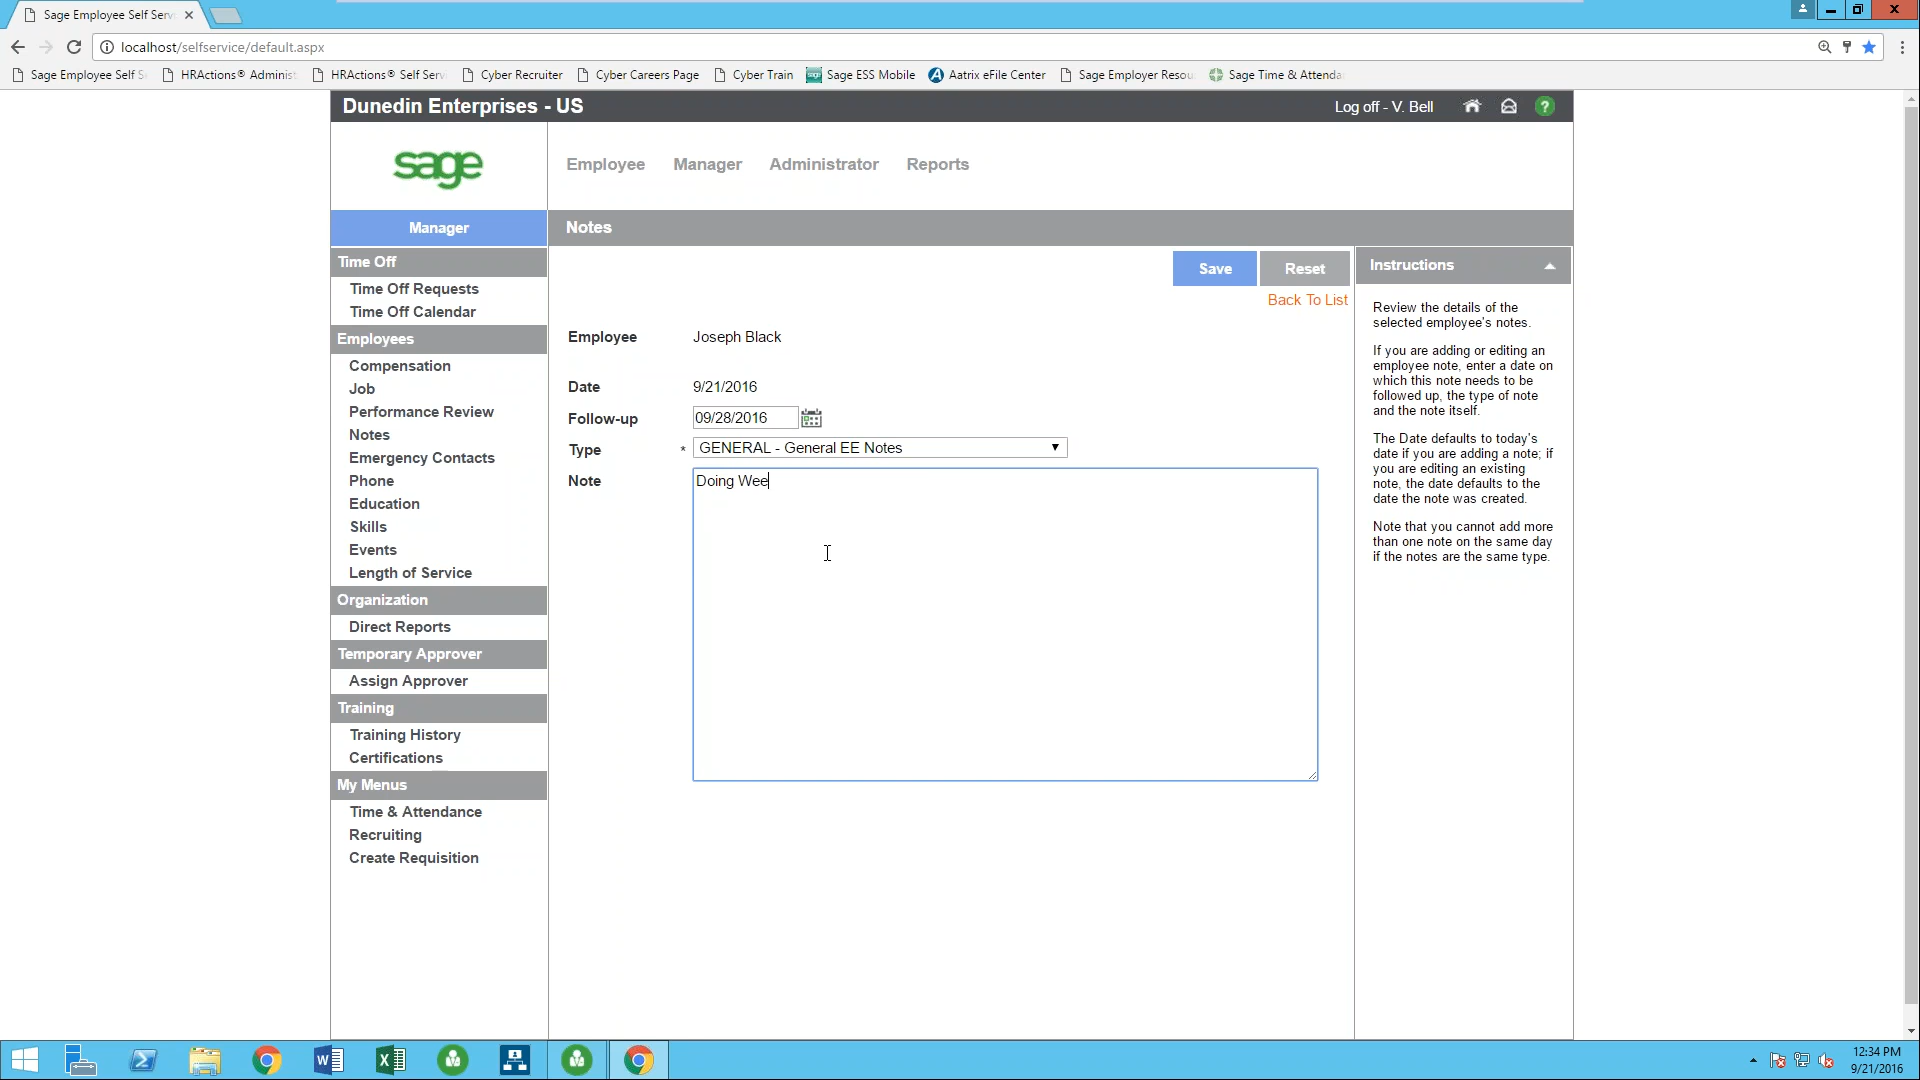 Sage Employee Self Serv
localhost/selfservice/default.aspx
Sage Employee Self S
HRActions® Administ
HRActions® Self Serv
Cyber Recruiter
Cyber Careers Page
Cyber Train
sage Sage ESS Mobile
Aatrix eFile Center
Sage Employer Resou
Sage Time & Attenda
Dunedin Enterprises - US
Log off - V. Bell
?
sage
Employee Manager Administrator Reports
Manager
Notes
Time Off
Time Off Requests
Time Off Calendar
Employees
Compensation
Job
Performance Review
Notes
Emergency Contacts
Phone
Education
Skills
Events
Length of Service
Organization
Direct Reports
Temporary Approver
Assign Approver
Training
Training History
Certifications
My Menus
Time & Attendance
Recruiting
Create Requisition
Save Reset
Back To List
Employee Joseph Black
Date 9/21/2016
Follow-up 09/28/2016
Type * GENERAL - General EE Notes
Note Doing Wee
Instructions
Review the details of the
selected employee's notes.
If you are adding or editing an
employee note, enter a date on
which this note needs to be
followed up, the type of note
and the note itself.
The Date defaults to today's
date if you are adding a note; if
you are editing an existing
note, the date defaults to the
date the note was created.
Note that you cannot add more
than one note on the same day
if the notes are the same type.
12:34 PM
9/21/2016